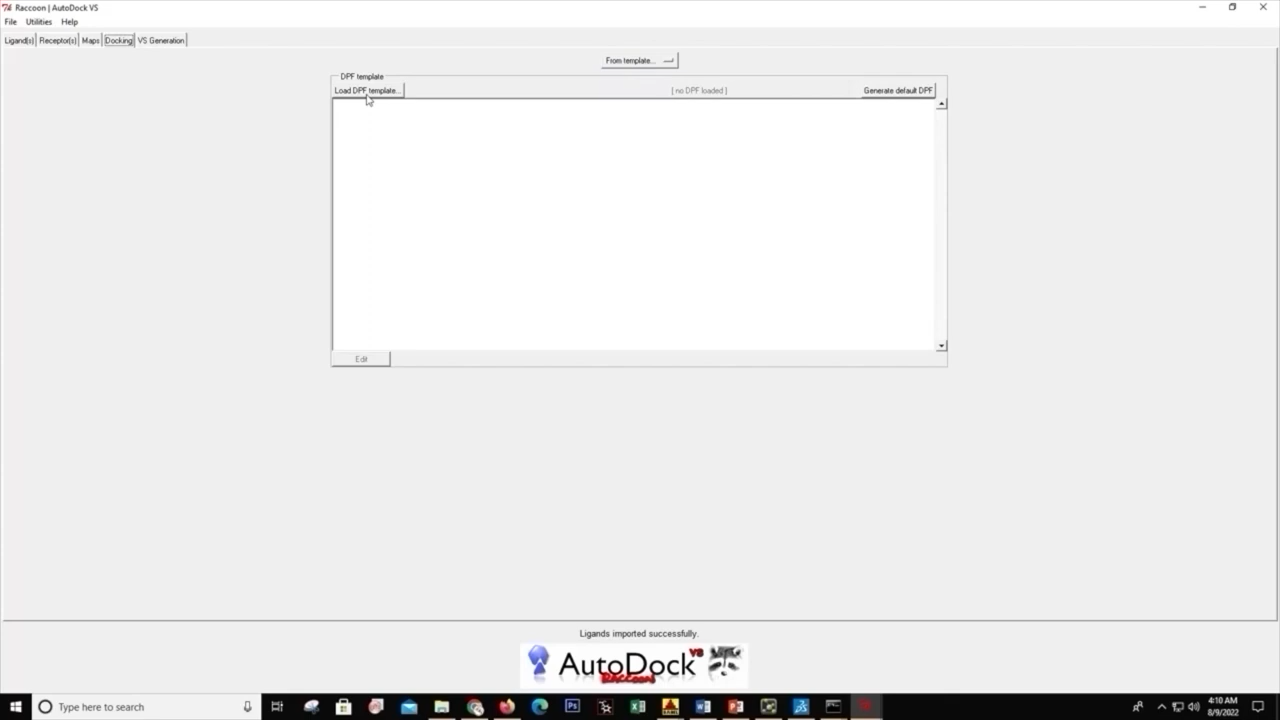 Raccoon | AutoDock VS
File Utilities Help
Ligand(s) Receptor(s) Maps Docking VS Generation
From template...
DPF template
Load DPF template... [ no DPF loaded ] Generate default DPF
Edit
Ligands imported successfully.
AutoDock VS
Raccoon
Type here to search
4:10 AM
8/9/2022